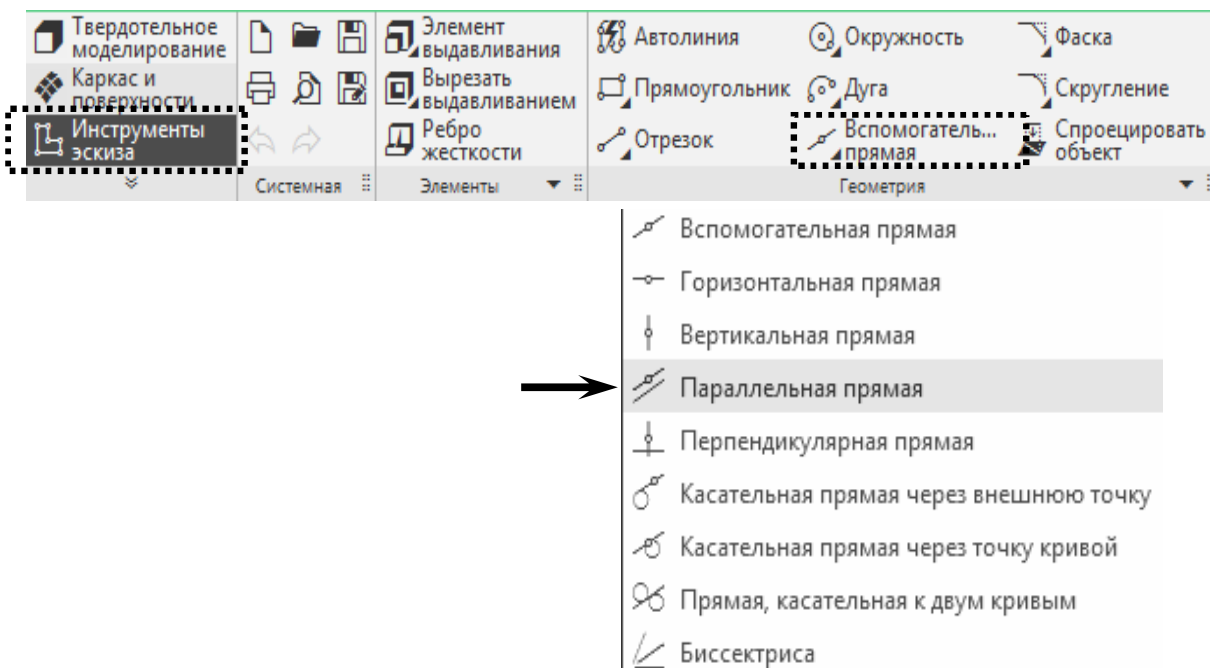 Твердотельное
моделирование
Каркас и
поверхности
Инструменты
эскиза
Системная
Элемент
выдавливания
Вырезать
выдавливанием
Ребро
жесткости
Элементы
Автолиния
Окружность
Фаска
Прямоугольник
Дуга
Скругление
Отрезок
Вспомогатель...
прямая
Спроецировать
объект
Геометрия
Вспомогательная прямая
Горизонтальная прямая
Вертикальная прямая
Параллельная прямая
Перпендикулярная прямая
Касательная прямая через внешнюю точку
Касательная прямая через точку кривой
Прямая, касательная к двум кривым
Биссектриса